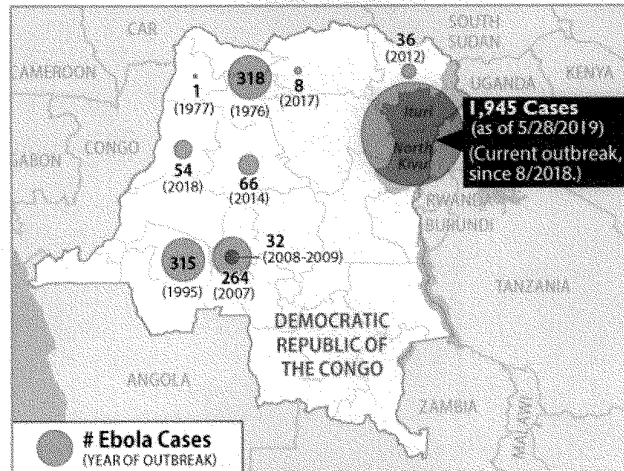 CAR
SOUTH
SUDAN
CAMEROON
UGANDA
KENYA
36
(2012)
318
(1976)
1
(1977)
8
(2017)
Ituri
North
Kivu
1,945 Cases
(as of 5/28/2019)
(Current outbreak,
since 8/2018.)
GABON
CONGO
54
(2018)
66
(2014)
RWANDA
BURUNDI
315
(1995)
32
(2008-2009)
264
(2007)
TANZANIA
DEMOCRATIC
REPUBLIC OF
THE CONGO
ANGOLA
ZAMBIA
MALAWI
# Ebola Cases
(YEAR OF OUTBREAK)